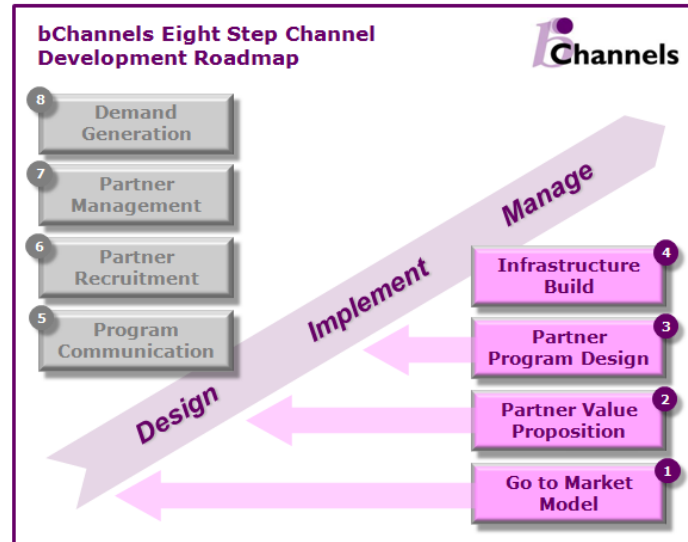 bChannels Eight Step Channel
Development Roadmap
bChannels
8
Demand
Generation
7
Partner
Management
6
Partner
Recruitment
5
Program
Communication
Design
Implement
Manage
4
Infrastructure
Build
3
Partner
Program Design
2
Partner Value
Proposition
1
Go to Market
Model